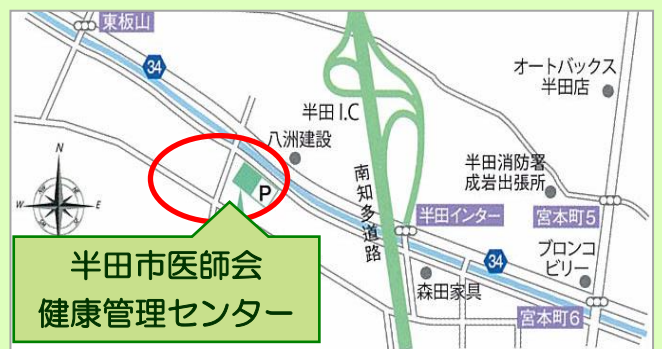 東板山
34
オートバックス
半田店
半田I.C
八洲建設
N
W
E
S
P
南知多道路
半田消防署
成岩出張所
半田インター
宮本町5
34
ブロンコ
ビリー
森田家具
宮本町6
半田市医師会
健康管理センター